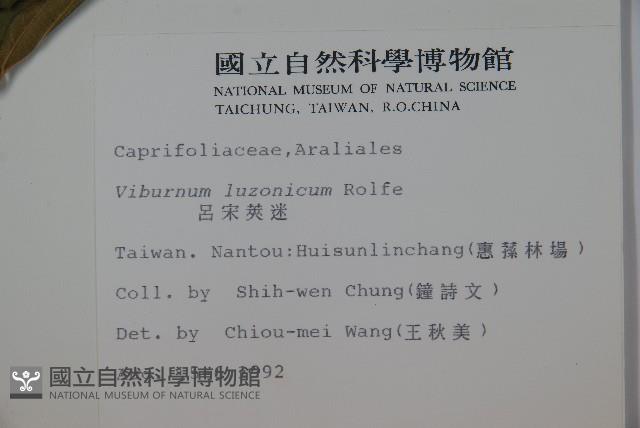 國立自然科學博物館
NATIONAL MUSEUM OF NATURAL SCIENCE
TAICHUNG, TAIWAN, R.O.CHINA
Caprifoliaceae,Araliales
Viburnum luzonicum Rolfe
呂宋莢迷
Taiwan. Nantou:Huisunlinchang(惠蓀林場)
Coll. by Shih-wen Chung(鐘詩文)
Det. by Chiou-mei Wang(王秋美)
1992
國立自然科學博物館
NATIONAL MUSEUM OF NATURAL SCIENCE